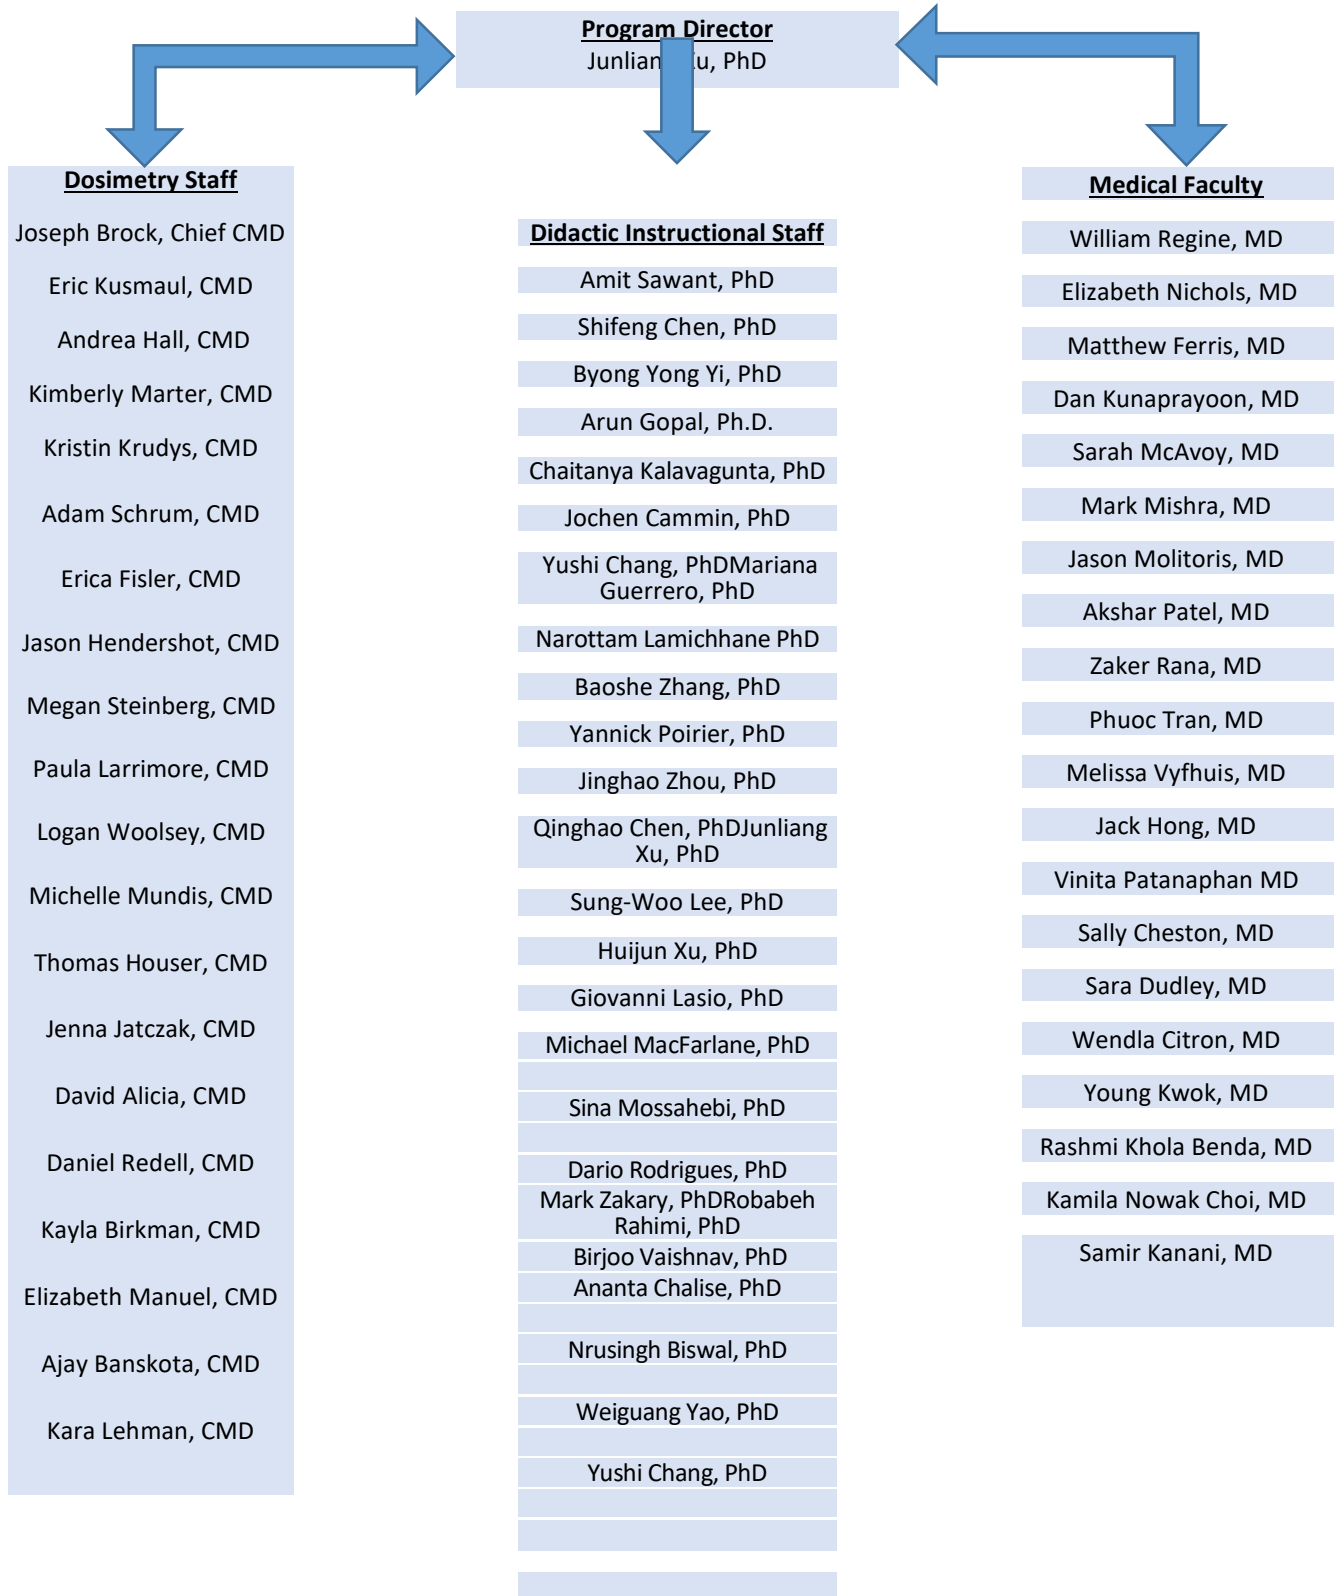 Program Director
Junliang Xu, PhD
Dosimetry Staff
Joseph Brock, Chief CMD
Eric Kusmaul, CMD
Andrea Hall, CMD
Kimberly Marter, CMD
Kristin Krudys, CMD
Adam Schrum, CMD
Erica Fisler, CMD
Jason Hendershot, CMD
Megan Steinberg, CMD
Paula Larrimore, CMD
Logan Woolsey, CMD
Michelle Mundis, CMD
Thomas Houser, CMD
Jenna Jatczak, CMD
David Alicia, CMD
Daniel Redell, CMD
Kayla Birkman, CMD
Elizabeth Manuel, CMD
Ajay Banskota, CMD
Kara Lehman, CMD
Didactic Instructional Staff
Amit Sawant, PhD
Shifeng Chen, PhD
Byong Yong Yi, PhD
Arun Gopal, Ph.D.
Chaitanya Kalavagunta, PhD
Jochen Cammin, PhD
Yushi Chang, PhDMariana
Guerrero, PhD
Narottam Lamichhane PhD
Baoshe Zhang, PhD
Yannick Poirier, PhD
Jinghao Zhou, PhD
Qinghao Chen, PhDJunliang
Xu, PhD
Sung-Woo Lee, PhD
Huijun Xu, PhD
Giovanni Lasio, PhD
Michael MacFarlane, PhD
Sina Mossahebi, PhD
Dario Rodrigues, PhD
Mark Zakary, PhDRobabeh
Rahimi, PhD
Birjoo Vaishnav, PhD
Ananta Chalise, PhD
Nrusingh Biswal, PhD
Weiguang Yao, PhD
Yushi Chang, PhD
Medical Faculty
William Regine, MD
Elizabeth Nichols, MD
Matthew Ferris, MD
Dan Kunaprayoon, MD
Sarah McAvoy, MD
Mark Mishra, MD
Jason Molitoris, MD
Akshar Patel, MD
Zaker Rana, MD
Phuoc Tran, MD
Melissa Vyfhuis, MD
Jack Hong, MD
Vinita Patanaphan MD
Sally Cheston, MD
Sara Dudley, MD
Wendla Citron, MD
Young Kwok, MD
Rashmi Khola Benda, MD
Kamila Nowak Choi, MD
Samir Kanani, MD